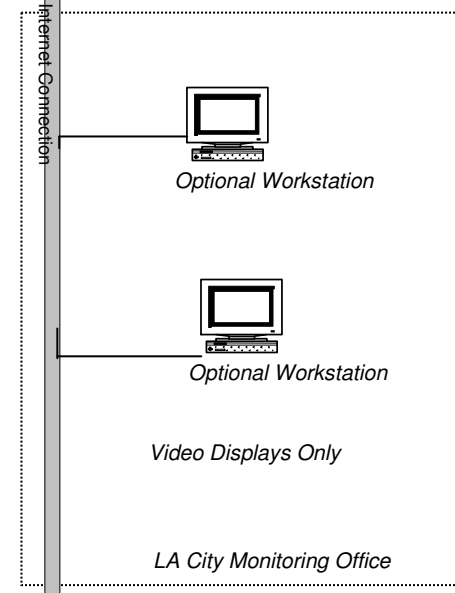 Internet Connection
Optional Workstation
Optional Workstation
Video Displays Only
LA City Monitoring Office